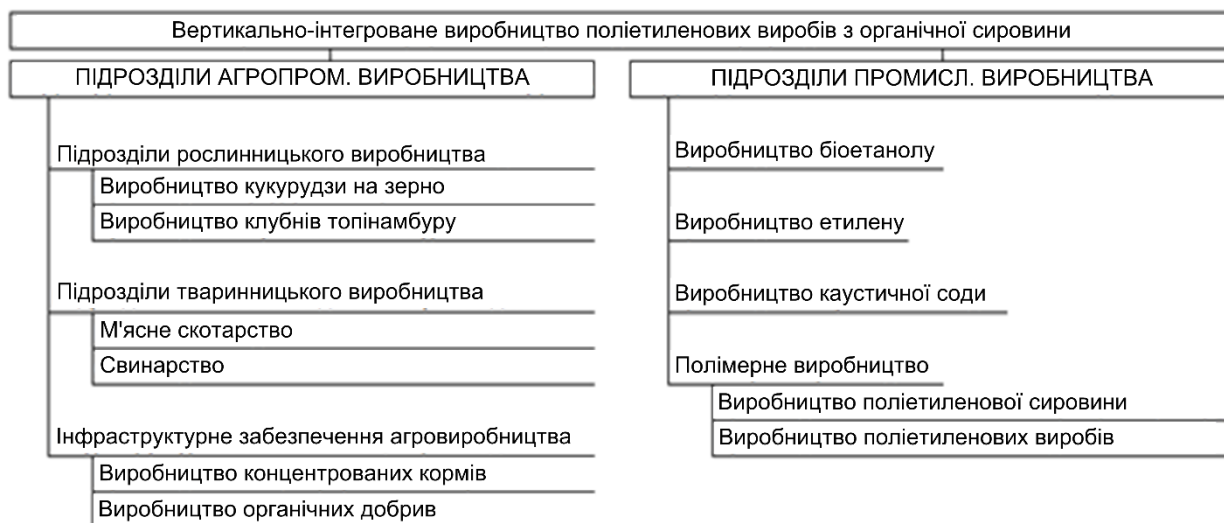 Вертикально-інтегроване виробництво поліетиленових виробів з органічної сировини
ПІДРОЗДІЛИ АГРОПРОМ. ВИРОБНИЦТВА
Підрозділи рослинницького виробництва
Виробництво кукурудзи на зерно
Виробництво клубнів топінамбуру
Підрозділи тваринницького виробництва
М'ясне скотарство
Свинарство
Інфраструктурне забезпечення агровиробництва
Виробництво концентрованих кормів
Виробництво органічних добрив
ПІДРОЗДІЛИ ПРОМИСЛ. ВИРОБНИЦТВА
Виробництво біоетанолу
Виробництво етилену
Виробництво каустичної соди
Полімерне виробництво
Виробництво поліетиленової сировини
Виробництво поліетиленових виробів